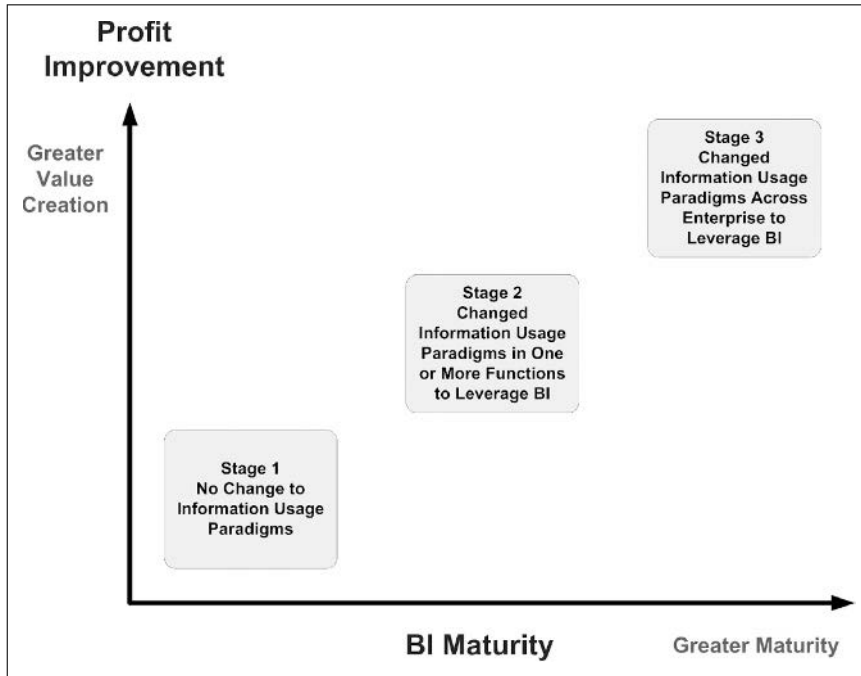 Profit
Improvement
Greater
Value
Creation
Stage 3
Changed
Information Usage
Paradigms Across
Enterprise to
Leverage BI
Stage 2
Changed
Information Usage
Paradigms in One
or More Functions
to Leverage BI
Stage 1
No Change to
Information Usage
Paradigms
BI Maturity
Greater Maturity